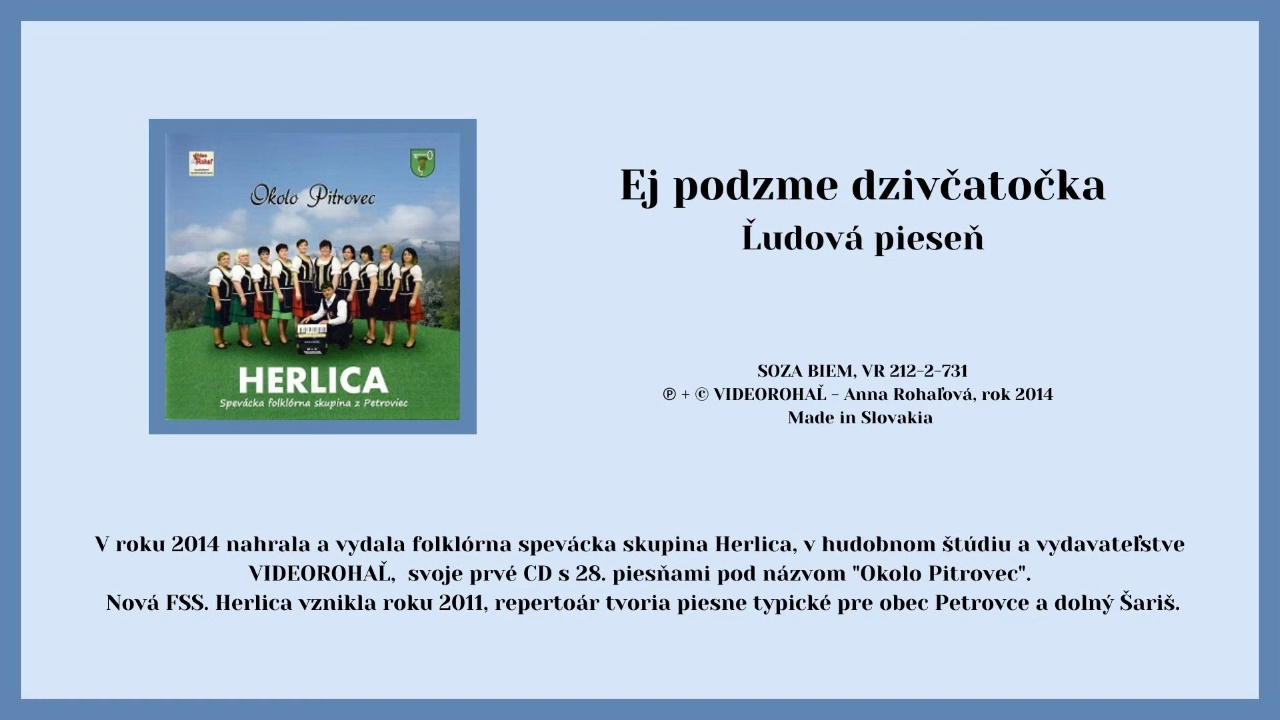 Okolo Pitrovec
HERLICA
Spevácka folklórna skupina z Petroviec
Ej podzme dzivčatočka
Ľudová pieseň
SOZA BIEM, VR 212-2-731
℗ + © VIDEOROHAĽ - Anna Rohaľová, rok 2014
Made in Slovakia
V roku 2014 nahrala a vydala folklórna spevácka skupina Herlica, v hudobnom štúdiu a vydavateľstve
VIDEOROHAĽ, svoje prvé CD s 28. piesňami pod názvom "Okolo Pitrovec".
Nová FSS. Herlica vznikla roku 2011, repertoár tvoria piesne typické pre obec Petrovce a dolný Šariš.